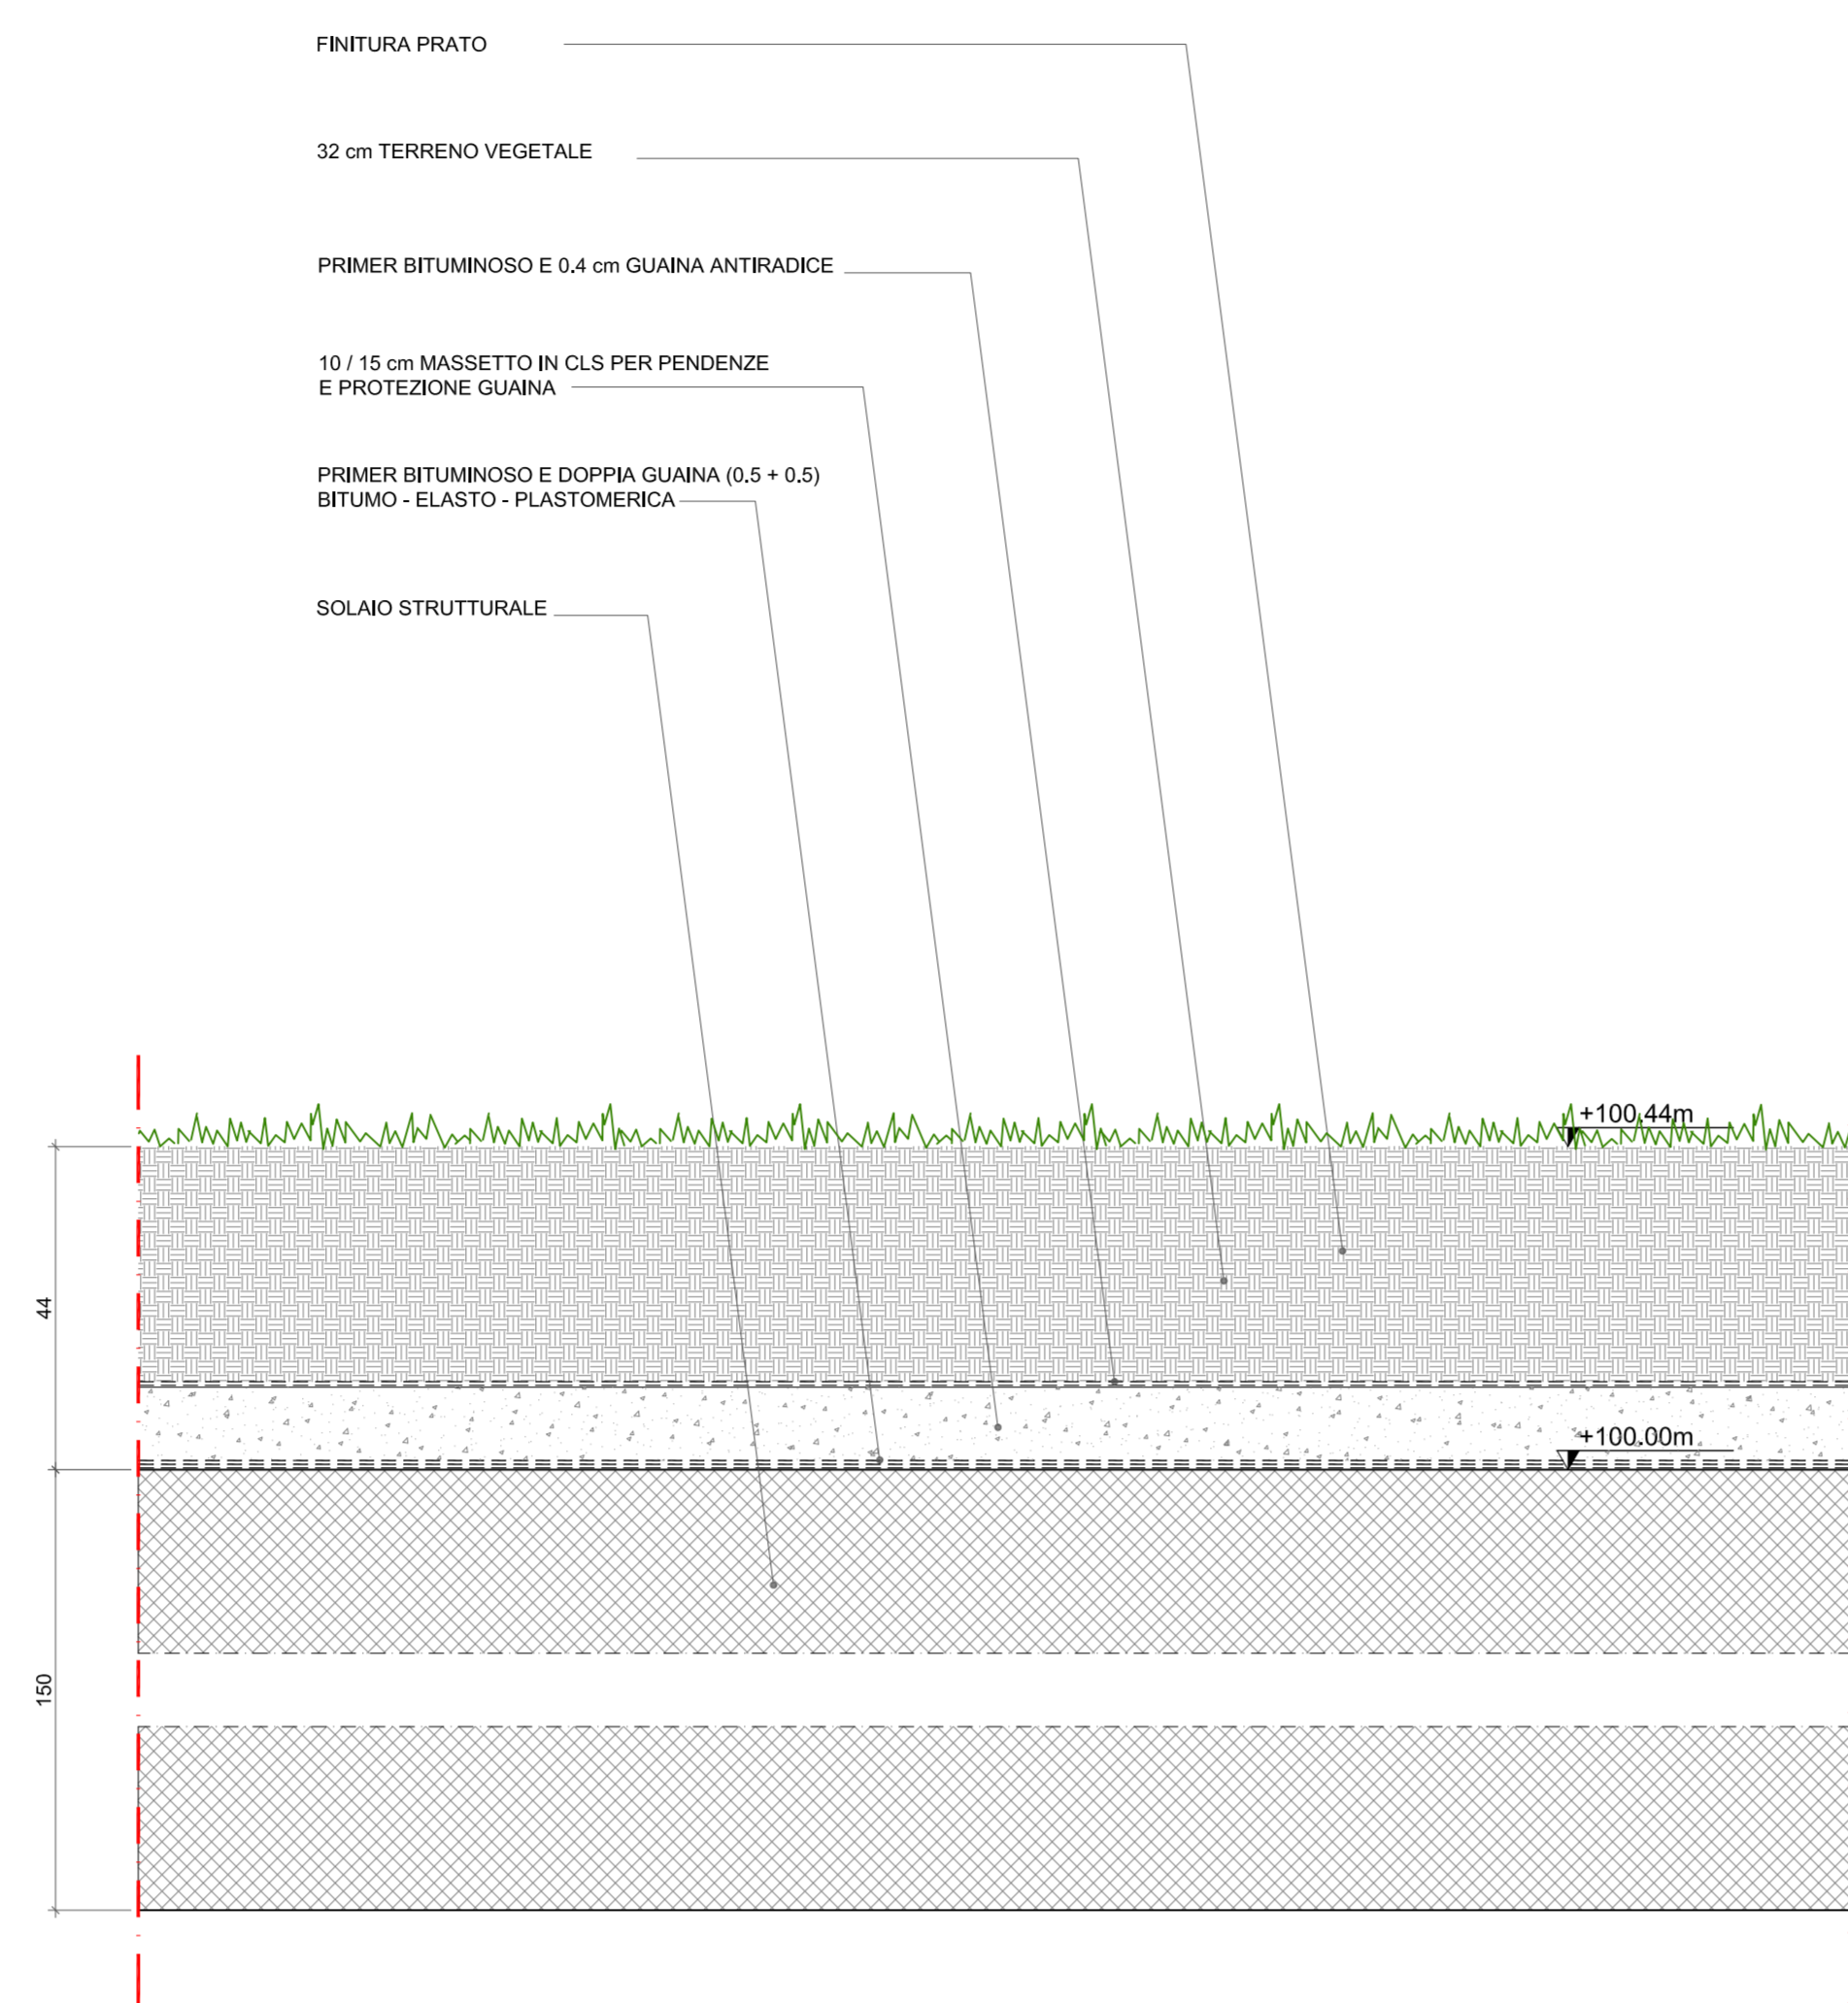 FINITURA PRATO
32 cm TERRENO VEGETALE
PRIMER BITUMINOSO E 0.4 cm GUAINA ANTIRADICE
10 / 15 cm MASSETTO IN CLS PER PENDENZE
E PROTEZIONE GUAINA
PRIMER BITUMINOSO E DOPPIA GUAINA (0.5 + 0.5)
BITUMO - ELASTO - PLASTOMERICA
SOLAIO STRUTTURALE
+100.44m
44
+100.00m
150